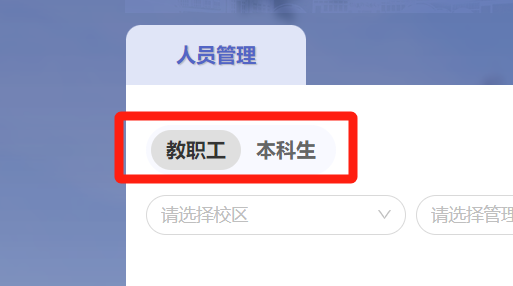 人员管理
教职工 本科生
请选择校区 请选择管